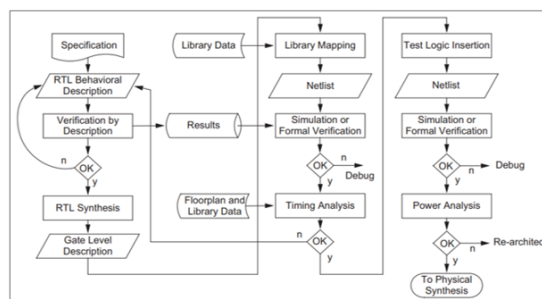 Specification
RTL Behavioral
Description
Verification by
Description
n
OK
y
RTL Synthesis
Gate Level
Description
Library Data
Results
Floorplan and
Library Data
Library Mapping
Netlist
Simulation or
Formal Verification
n
OK
Debug
y
Timing Analysis
n
OK
y
Test Logic Insertion
Netlist
Simulation or
Formal Verification
OK
n
Debug
y
Power Analysis
OK
n
Re-architect
y
To Physical
Synthesis